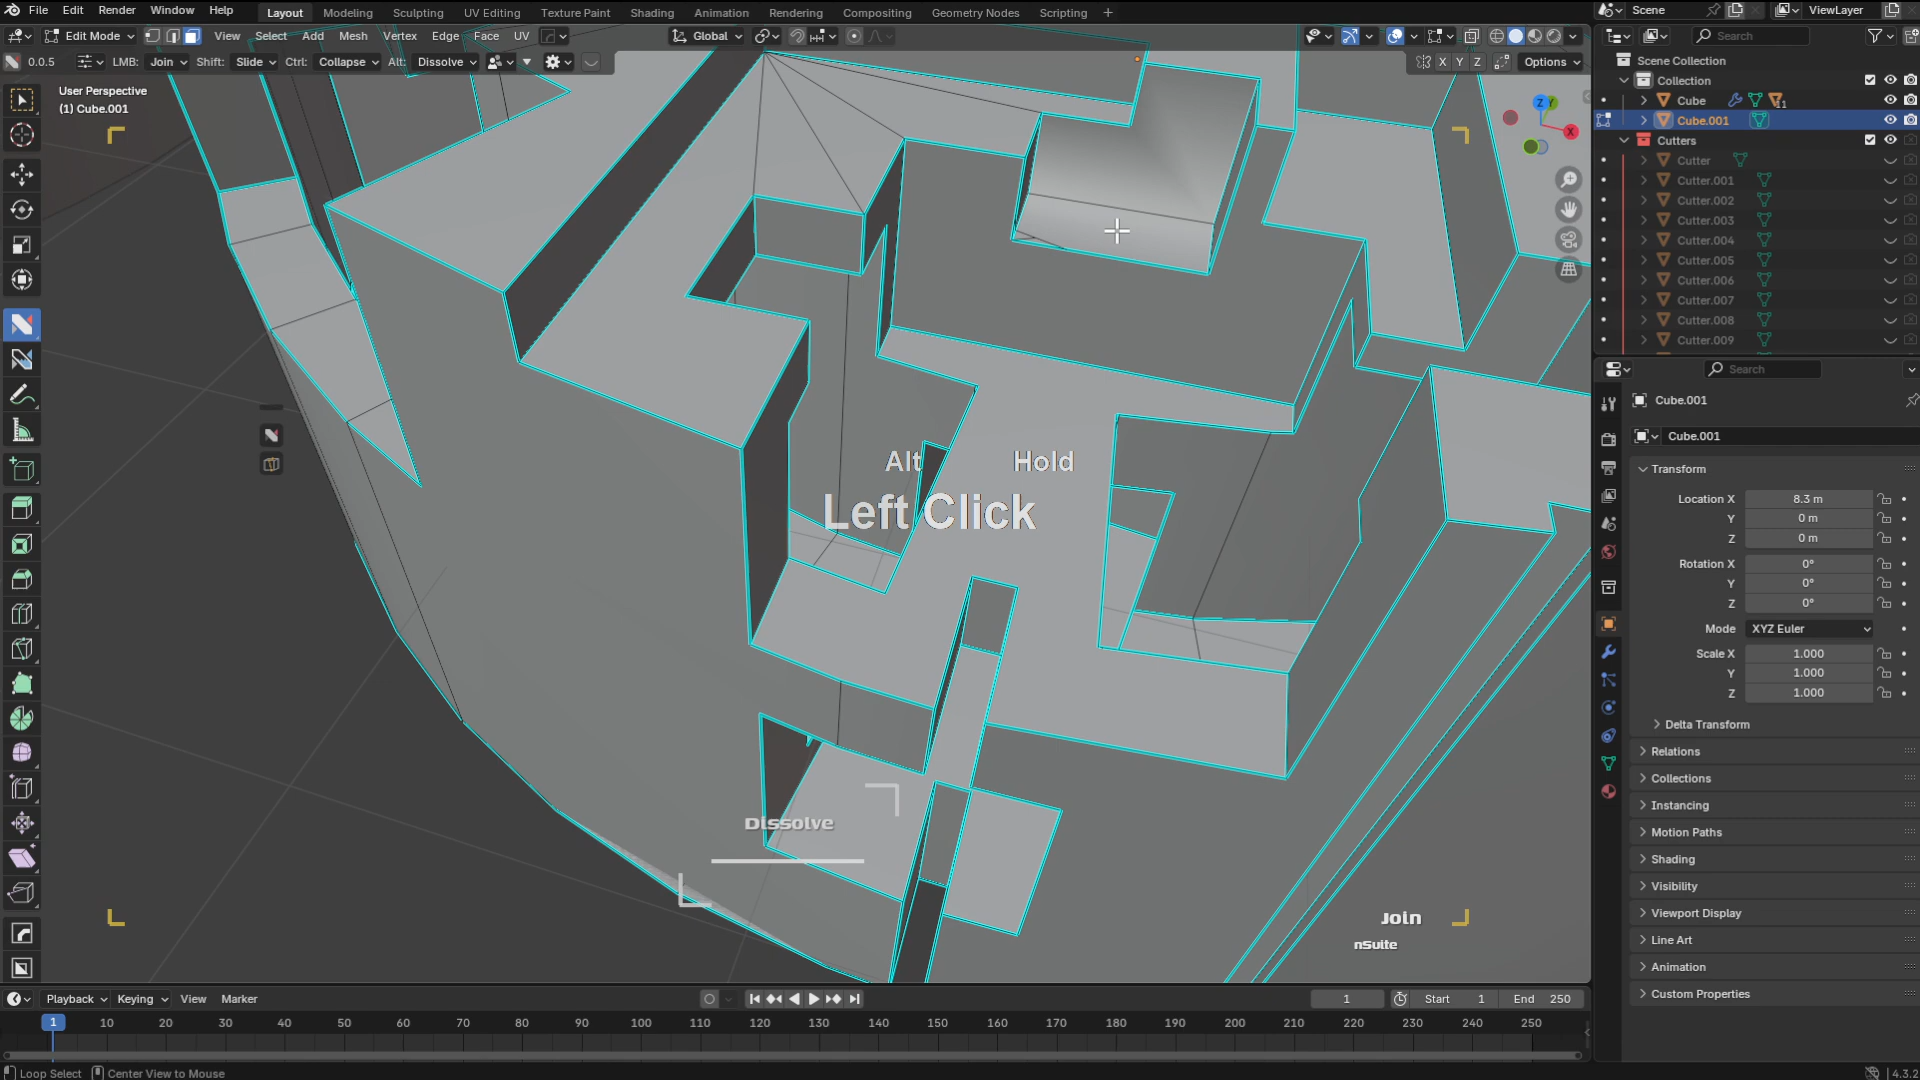 File Edit Render Window Help Layout Modeling Sculpting UV Editing Texture Paint Shading Animation Rendering Compositing Geometry Nodes Scripting + Scene ViewLayer
Edit Mode View Select Add Mesh Vertex Edge Face UV Global Search
0.0.5 LMB: Join Shift: Slide Ctrl: Collapse Alt: Dissolve X Y Z Options
User Perspective
(1) Cube.001
Z Y X
Scene Collection
Collection
Cube 11
Cube.001
Cutters
Cutter
Cutter.001
Cutter.002
Cutter.003
Cutter.004
Cutter.005
Cutter.006
Cutter.007
Cutter.008
Cutter.009
Search
Cube.001
Cube.001
Transform
Location X 8.3 m
Y 0 m
Z 0 m
Rotation X 0°
Y 0°
Z 0°
Mode XYZ Euler
Scale X 1.000
Y 1.000
Z 1.000
Delta Transform
Relations
Collections
Instancing
Motion Paths
Shading
Visibility
Viewport Display
Line Art
Animation
Custom Properties
Alt Hold
Left Click
Dissolve
Join
nSuite
Playback Keying View Marker 1 Start 1 End 250
1 10 20 30 40 50 60 70 80 90 100 110 120 130 140 150 160 170 180 190 200 210 220 230 240 250
Loop Select Center View to Mouse 4.3.2